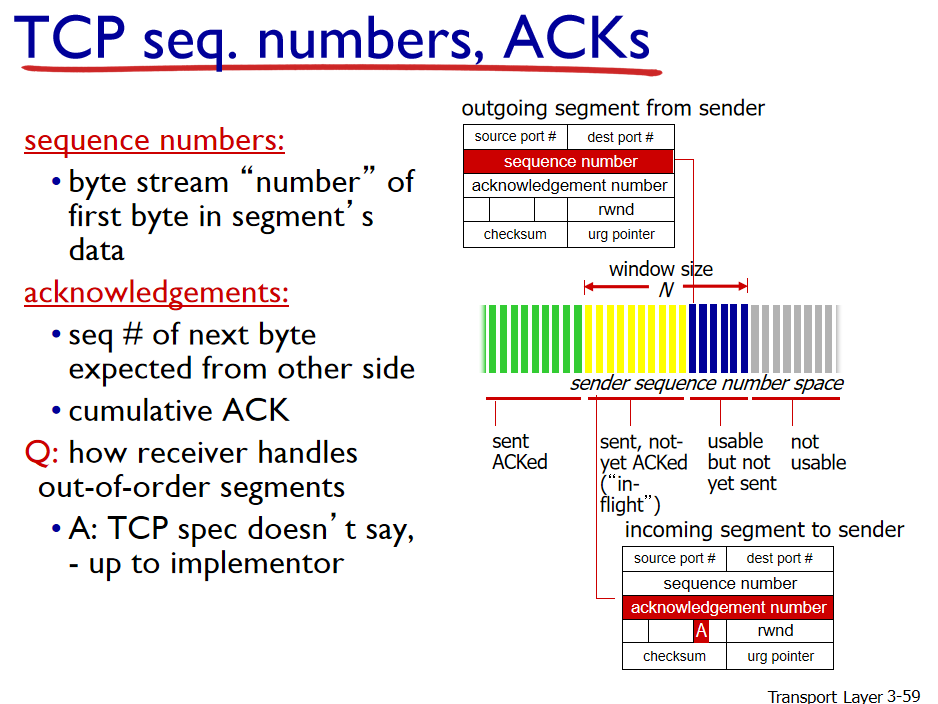 TCP seq. numbers, ACKs
sequence numbers:
• byte stream “number” of
first byte in segment’s
data
acknowledgements:
• seq # of next byte
expected from other side
• cumulative ACK
Q: how receiver handles
out-of-order segments
• A: TCP spec doesn’t say,
- up to implementor
outgoing segment from sender
source port # dest port #
sequence number
acknowledgement number
rwnd
checksum urg pointer
window size
N
sender sequence number space
sent
ACKed
sent, not-
yet ACKed
(“in-
flight”)
usable
but not
yet sent
not
usable
incoming segment to sender
source port # dest port #
sequence number
acknowledgement number
A rwnd
checksum urg pointer
Transport Layer 3-59